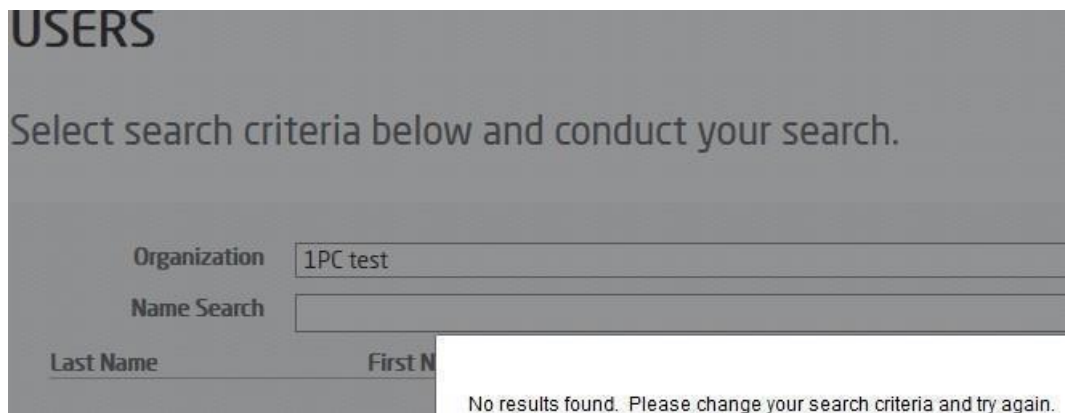 USERS
Select search criteria below and conduct your search.
Organization 1PC test
Name Search
Last Name First N
No results found. Please change your search criteria and try again.